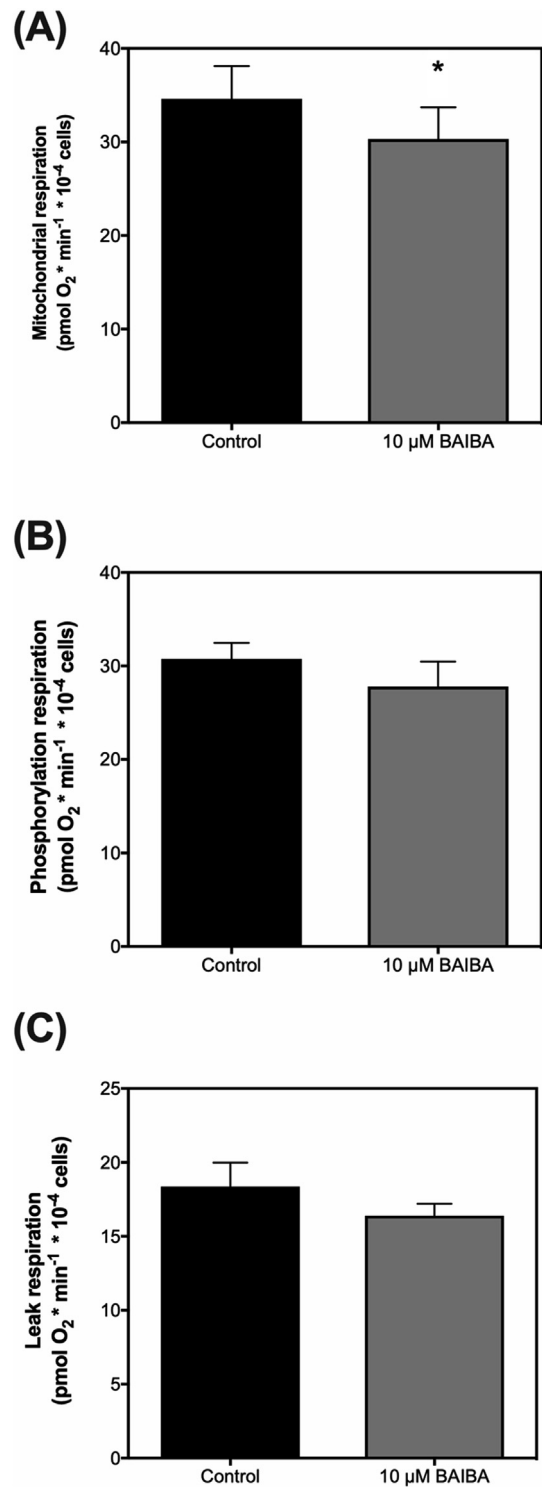 (A)
Mitochondrial respiration
(pmol O₂ * min⁻¹ * 10⁻⁴ cells)
40
30
20
10
0
*
Control
10 µM BAIBA
(B)
Phosphorylation respiration
(pmol O₂ * min⁻¹ * 10⁻⁴ cells)
40
30
20
10
0
Control
10 µM BAIBA
(C)
Leak respiration
(pmol O₂ * min⁻¹ * 10⁻⁴ cells)
25
20
15
10
5
0
Control
10 µM BAIBA